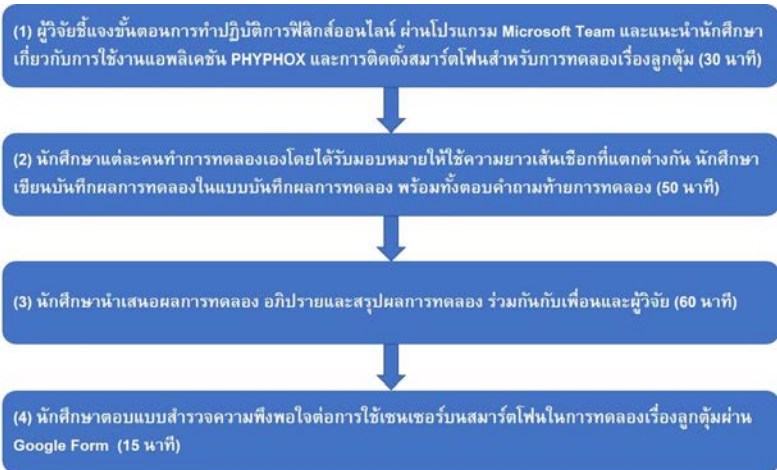 (1) ผู้วิจัยชี้แจงขั้นตอนการทำปฏิบัติการฟิสิกส์ออนไลน์ ผ่านโปรแกรม Microsoft Team และแนะนำนักศึกษา
เกี่ยวกับการใช้งานแอพลิเคชัน PHYPHOX และการติดตั้งสมาร์ตโฟนสำหรับการทดลองเรื่องลูกตุ้ม (30 นาที)
(2) นักศึกษาแต่ละคนทำการทดลองเองโดยได้รับมอบหมายให้ใช้ความยาวเส้นเชือกที่แตกต่างกัน นักศึกษา
เขียนบันทึกผลการทดลองในแบบบันทึกผลการทดลอง พร้อมทั้งตอบคำถามท้ายการทดลอง (50 นาที)
(3) นักศึกษานำเสนอผลการทดลอง อภิปรายและสรุปผลการทดลอง ร่วมกันกับเพื่อนและผู้วิจัย (60 นาที)
(4) นักศึกษาตอบแบบสำรวจความพึงพอใจต่อการใช้เซนเซอร์บนสมาร์ตโฟนในการทดลองเรื่องลูกตุ้มผ่าน
Google Form (15 นาที)